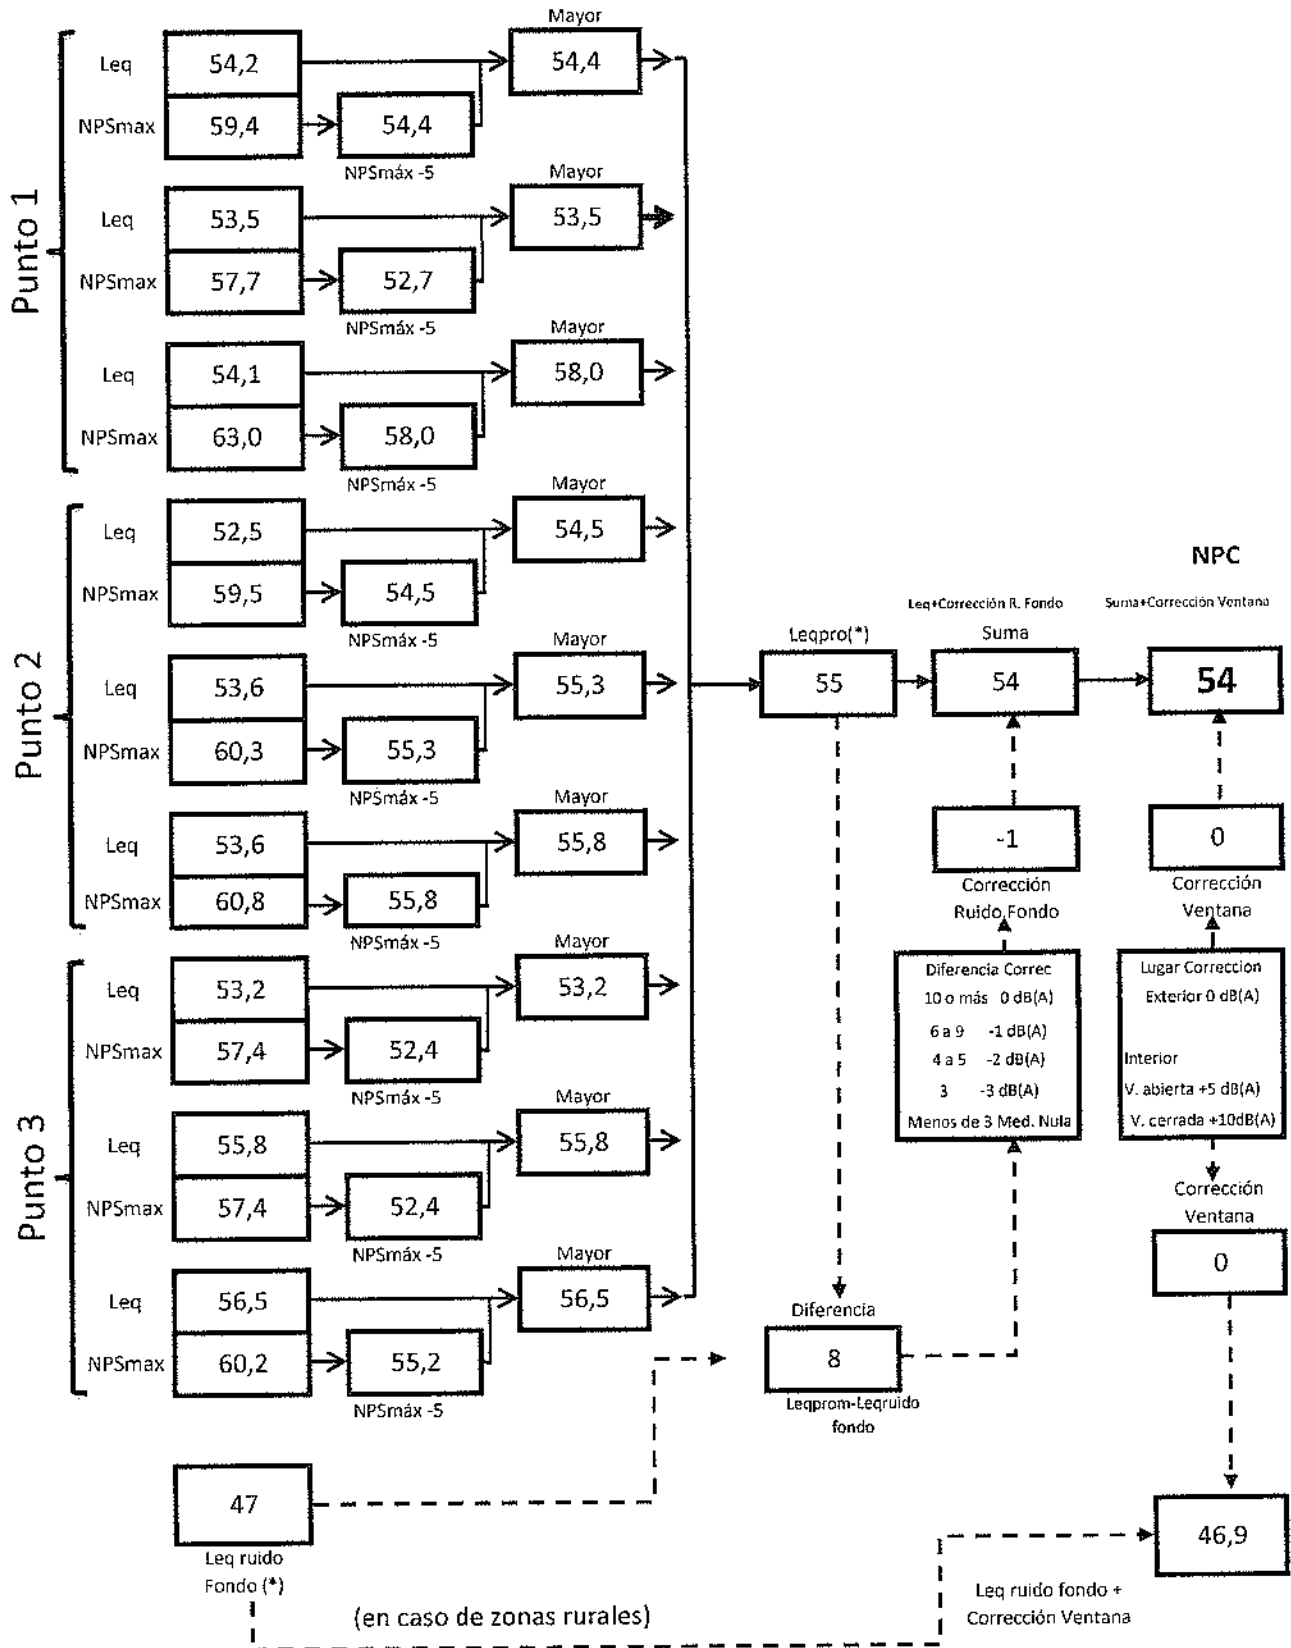 Punto 1
Leq
54,2
NPSmax
59,4
54,4
NPSmáx -5
Mayor
54,4
Leq
53,5
NPSmax
57,7
52,7
NPSmáx -5
Mayor
53,5
Leq
54,1
NPSmax
63,0
58,0
NPSmáx -5
Mayor
58,0
Punto 2
Leq
52,5
NPSmax
59,5
54,5
NPSmáx -5
Mayor
54,5
Leq
53,6
NPSmax
60,3
55,3
NPSmáx -5
Mayor
55,3
Leq
53,6
NPSmax
60,8
55,8
NPSmáx -5
Mayor
55,8
Punto 3
Leq
53,2
NPSmax
57,4
52,4
NPSmáx -5
Mayor
53,2
Leq
55,8
NPSmax
57,4
52,4
NPSmáx -5
Mayor
55,8
Leq
56,5
NPSmax
60,2
55,2
NPSmáx -5
Mayor
56,5
47
Leq ruido
Fondo (*)
(en caso de zonas rurales)
Leqpro(*)
55
Diferencia
8
Leqprom-Leqruido
fondo
Leq+Corrección R. Fondo
Suma
54
-1
Corrección
Ruido Fondo
Diferencia Correc
10 o más 0 dB(A)
6 a 9 -1 dB(A)
4 a 5 -2 dB(A)
3 -3 dB(A)
Menos de 3 Med. Nula
NPC
Suma+Corrección Ventana
54
0
Corrección
Ventana
Lugar Correccion
Exterior 0 dB(A)
Interior
V. abierta +5 dB(A)
V. cerrada +10dB(A)
Corrección
Ventana
0
46,9
Leq ruido fondo +
Corrección Ventana